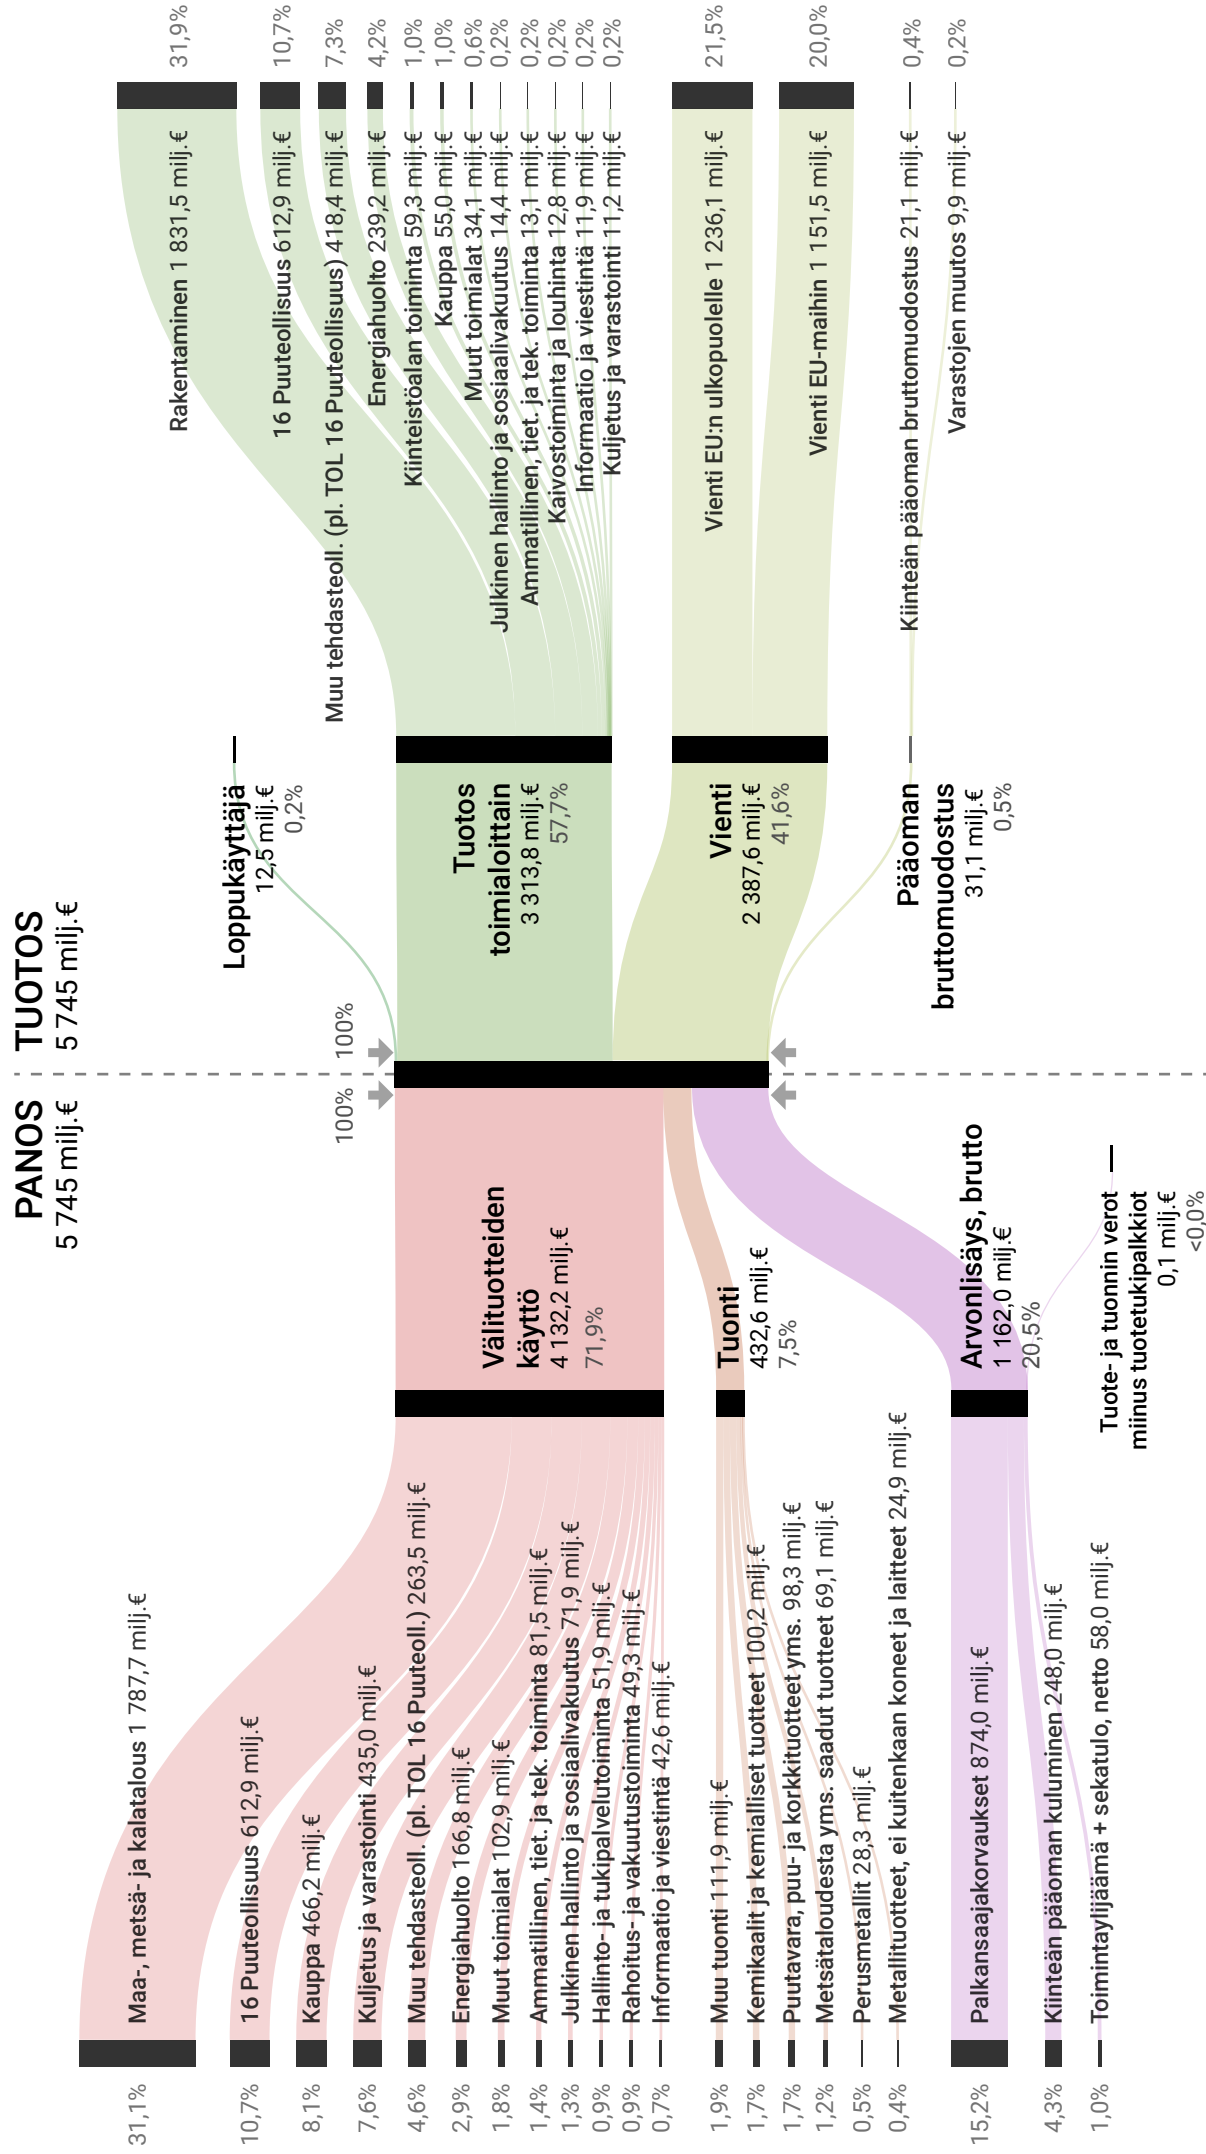 PANOS
5 745 milj.€
TUOTOS
5 745 milj.€
100%
100%
31,1%
Maa-, metsä- ja kalatalous 1 787,7 milj.€
10,7%
16 Puuteollisuus 612,9 milj.€
8,1%
Kauppa 466,2 milj.€
7,6%
Kuljetus ja varastointi 435,0 milj.€
4,6%
Muu tehdasteoll. (pl. TOL 16 Puuteoll.) 263,5 milj.€
2,9%
Energiahuolto 166,8 milj.€
1,8%
Muut toimialat 102,9 milj.€
1,4%
Ammatillinen, tiet. ja tek. toiminta 81,5 milj.€
1,3%
Julkinen hallinto ja sosiaalivakuutus 71,9 milj.€
0,9%
Hallinto- ja tukipalvelutoiminta 51,9 milj.€
0,9%
Rahoitus- ja vakuutustoiminta 49,3 milj.€
0,7%
Informaatio ja viestintä 42,6 milj.€
1,9%
Muu tuonti 111,9 milj.€
1,7%
Kemikaalit ja kemialliset tuotteet 100,2 milj.€
1,7%
Puutavara, puu- ja korkkituotteet yms. 98,3 milj.€
1,2%
Metsätaloudesta yms. saadut tuotteet 69,1 milj.€
0,5%
Perusmetallit 28,3 milj.€
0,4%
Metallituotteet, ei kuitenkaan koneet ja laitteet 24,9 milj.€
15,2%
Palkansaajakorvaukset 874,0 milj.€
4,3%
Kiinteän pääoman kuluminen 248,0 milj.€
1,0%
Toimintaylijäämä + sekatulo, netto 58,0 milj.€
Välituotteiden
käyttö
4 132,2 milj.€
71,9%
Tuonti
432,6 milj.€
7,5%
Arvonlisäys, brutto
1 162,0 milj.€
20,5%
Tuote- ja tuonnin verot
miinus tuotetukipalkkiot
0,1 milj.€
<0,0%
Loppukäyttäjä
12,5 milj.€
0,2%
Tuotos
toimialoittain
3 313,8 milj.€
57,7%
Vienti
2 387,6 milj.€
41,6%
Pääoman
bruttomuodostus
31,1 milj.€
0,5%
Rakentaminen 1 831,5 milj.€
31,9%
16 Puuteollisuus 612,9 milj.€
10,7%
Muu tehdasteoll. (pl. TOL 16 Puuteollisuus) 418,4 milj.€
7,3%
Energiahuolto 239,2 milj.€
4,2%
Kiinteistöalan toiminta 59,3 milj.€
1,0%
Kauppa 55,0 milj.€
1,0%
Muut toimialat 34,1 milj.€
0,6%
Julkinen hallinto ja sosiaalivakuutus 14,4 milj.€
0,2%
Ammatillinen, tiet. ja tek. toiminta 13,1 milj.€
0,2%
Kaivostoiminta ja louhinta 12,8 milj.€
0,2%
Informaatio ja viestintä 11,9 milj.€
0,2%
Kuljetus ja varastointi 11,2 milj.€
0,2%
Vienti EU:n ulkopuolelle 1 236,1 milj.€
21,5%
Vienti EU-maihin 1 151,5 milj.€
20,0%
Kiinteän pääoman bruttomuodostus 21,1 milj.€
0,4%
Varastojen muutos 9,9 milj.€
0,2%